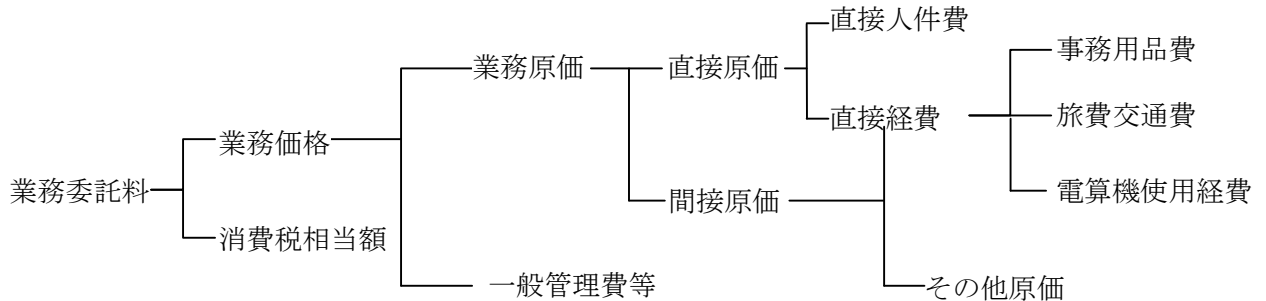 直接人件費
事務用品費
業務原価
直接原価
直接経費
旅費交通費
業務価格
業務委託料
電算機使用経費
間接原価
消費税相当額
一般管理費等
その他原価